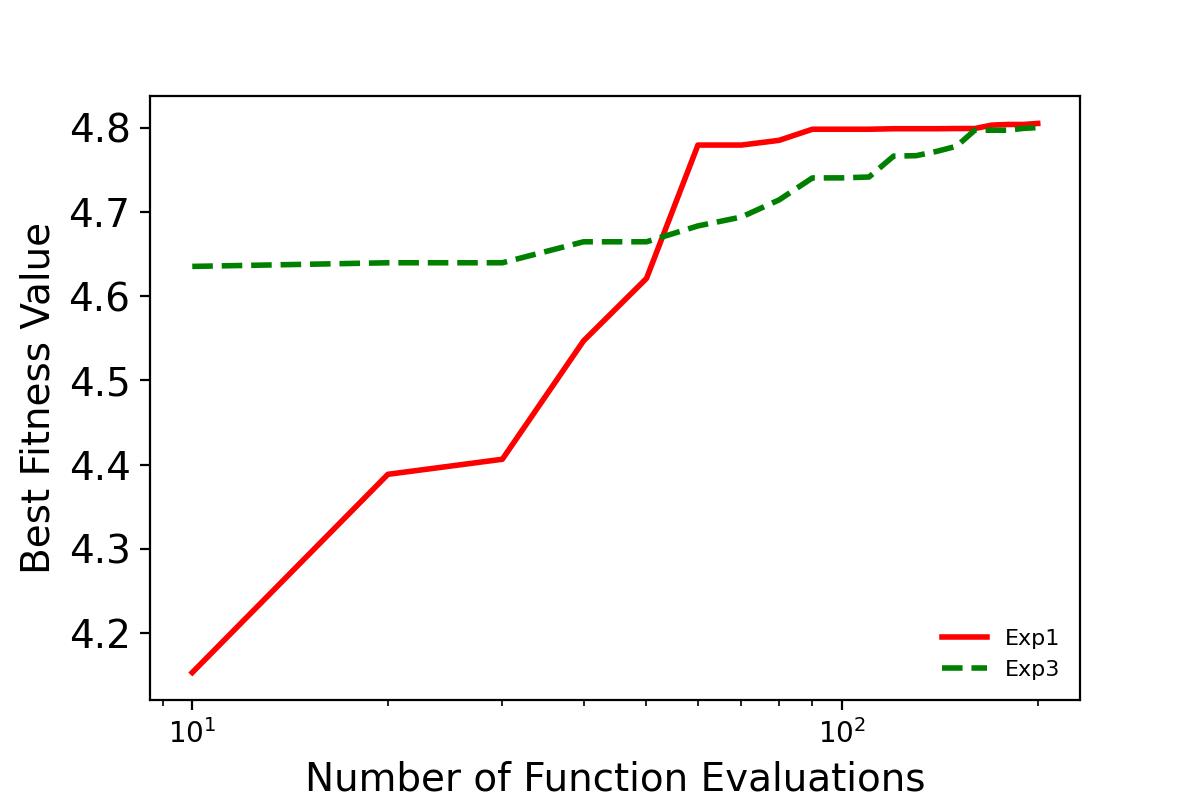 Best Fitness Value
4.8
4.7
4.6
4.5
4.4
4.3
4.2
10¹
10²
Number of Function Evaluations
Exp1
Exp3